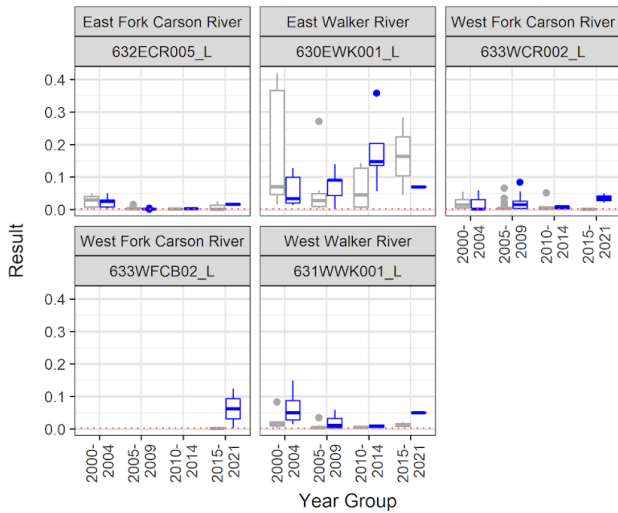 East Fork Carson River
East Walker River
West Fork Carson River
632ECR005_L
630EWK001_L
633WCR002_L
0.4
0.3
0.2
0.1
0.0
2000-
2004
2005-
2009
2010-
2014
2015-
2021
West Fork Carson River
West Walker River
633WFCB02_L
631WWK001_L
0.4
0.3
0.2
0.1
0.0
2000-
2004
2005-
2009
2010-
2014
2015-
2021
2000-
2004
2005-
2009
2010-
2014
2015-
2021
Result
Year Group